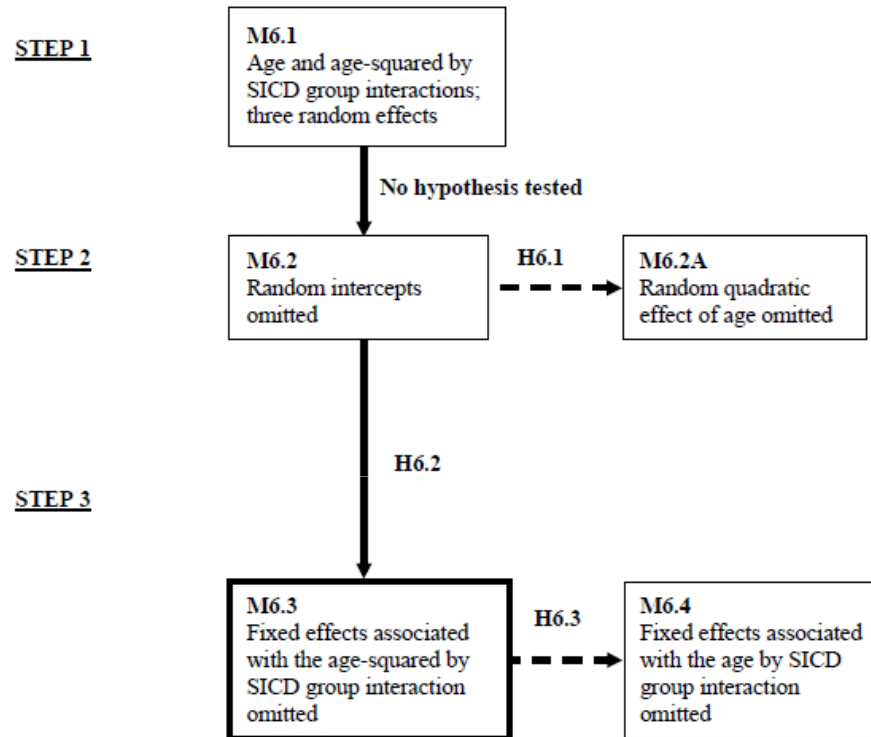 STEP 1
M6.1
Age and age-squared by
SICD group interactions;
three random effects
No hypothesis tested
STEP 2
M6.2
Random intercepts
omitted
H6.1
M6.2A
Random quadratic
effect of age omitted
H6.2
STEP 3
M6.3
Fixed effects associated
with the age-squared by
SICD group interaction
omitted
H6.3
M6.4
Fixed effects associated
with the age by SICD
group interaction
omitted